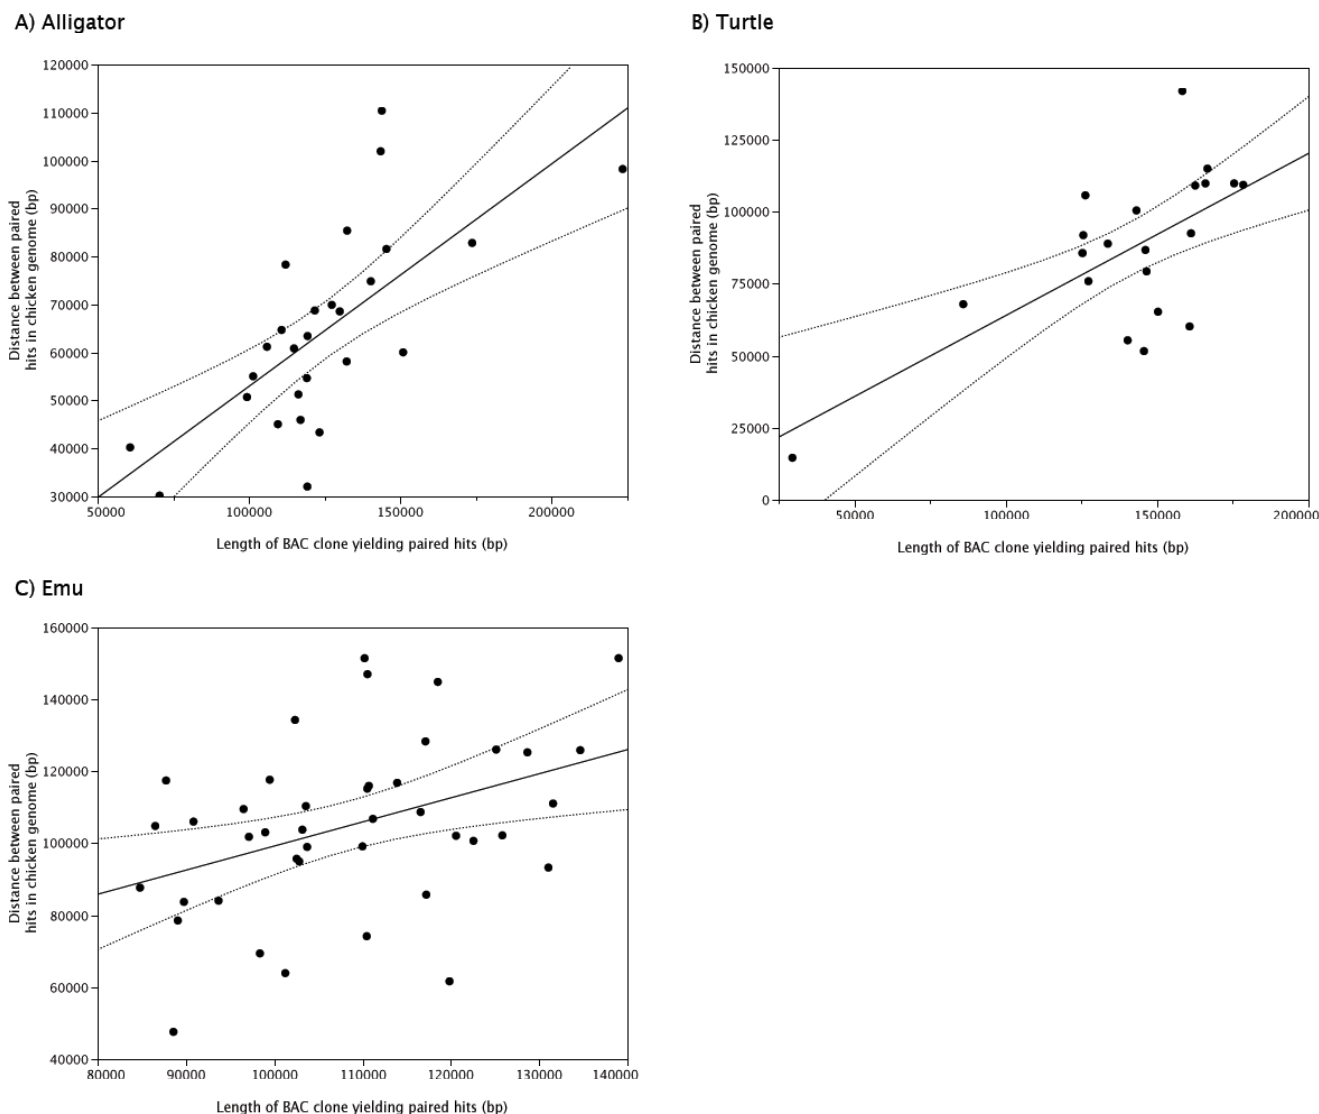 A) Alligator
120000
110000
100000
90000
80000
70000
60000
50000
40000
30000
Distance between paired
hits in chicken genome (bp)
50000 100000 150000 200000
Length of BAC clone yielding paired hits (bp)
B) Turtle
150000
125000
100000
75000
50000
25000
0
Distance between paired
hits in chicken genome (bp)
50000 100000 150000 200000
Length of BAC clone yielding paired hits (bp)
C) Emu
160000
140000
120000
100000
80000
60000
40000
Distance between paired
hits in chicken genome (bp)
80000 90000 100000 110000 120000 130000 140000
Length of BAC clone yielding paired hits (bp)